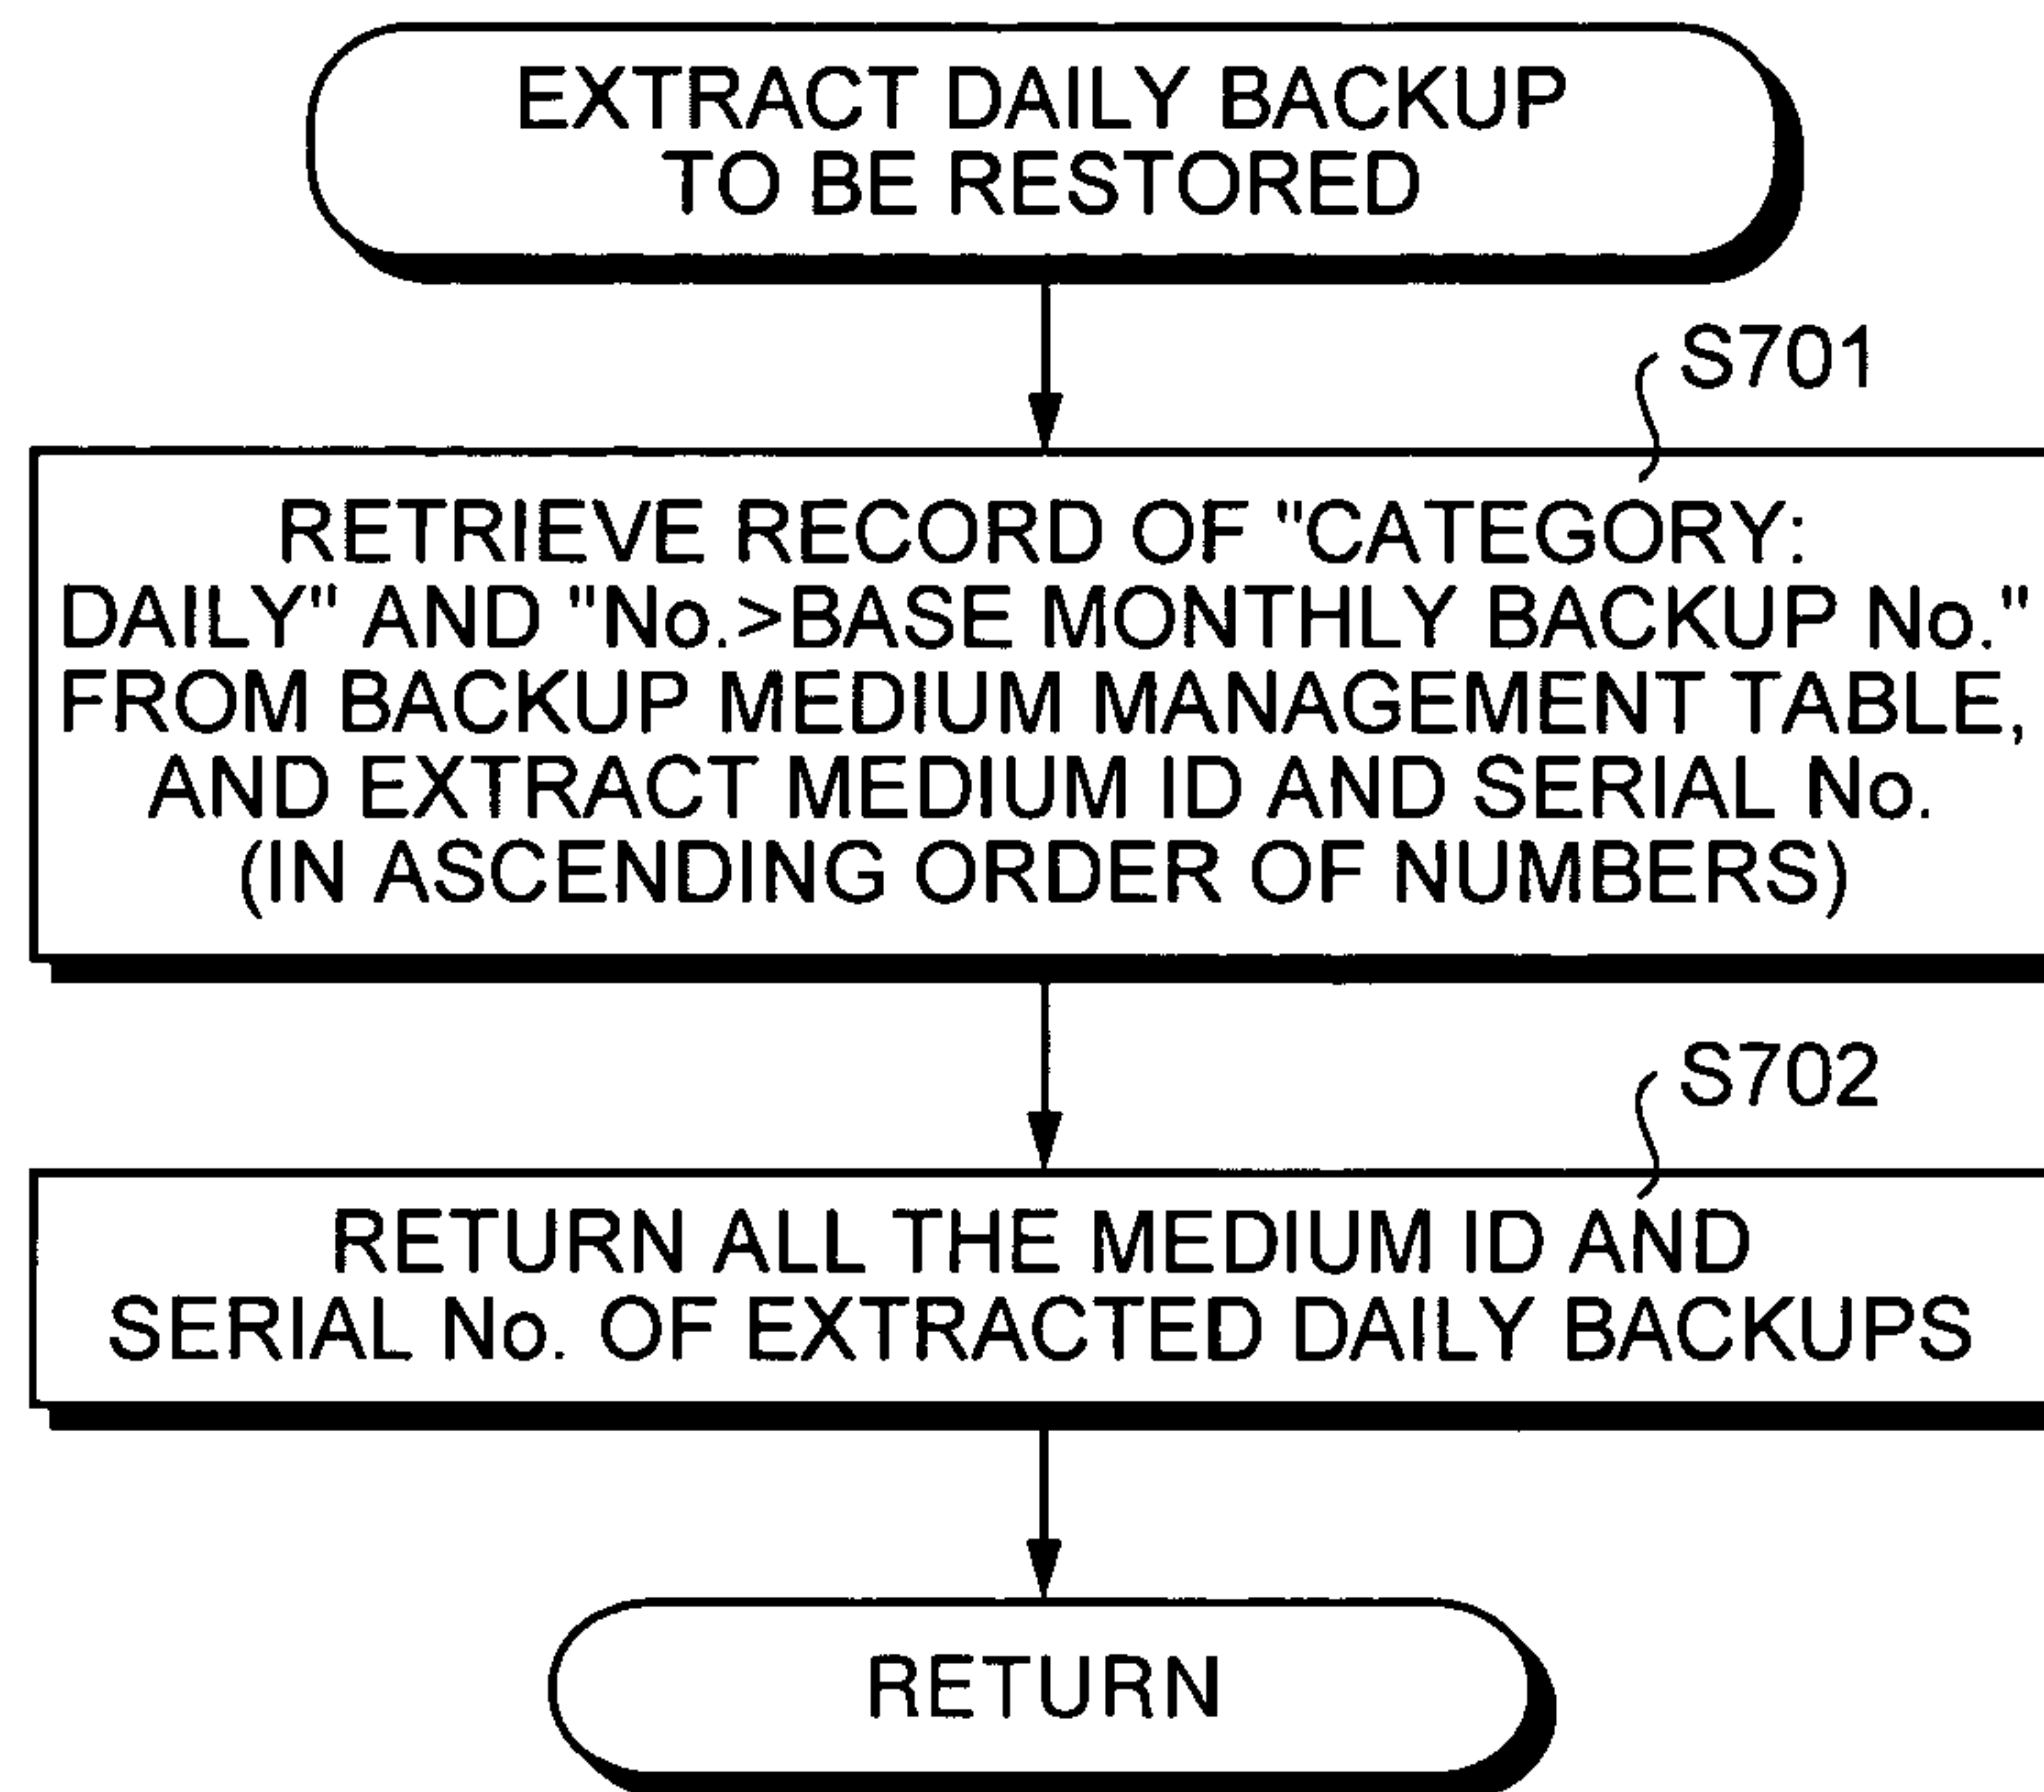 EXTRACT DAILY BACKUP
TO BE RESTORED
S701
RETRIEVE RECORD OF "CATEGORY:
DAILY" AND "No.>BASE MONTHLY BACKUP No."
FROM BACKUP MEDIUM MANAGEMENT TABLE,
AND EXTRACT MEDIUM ID AND SERIAL No.
(IN ASCENDING ORDER OF NUMBERS)
S702
RETURN ALL THE MEDIUM ID AND
SERIAL No. OF EXTRACTED DAILY BACKUPS
RETURN